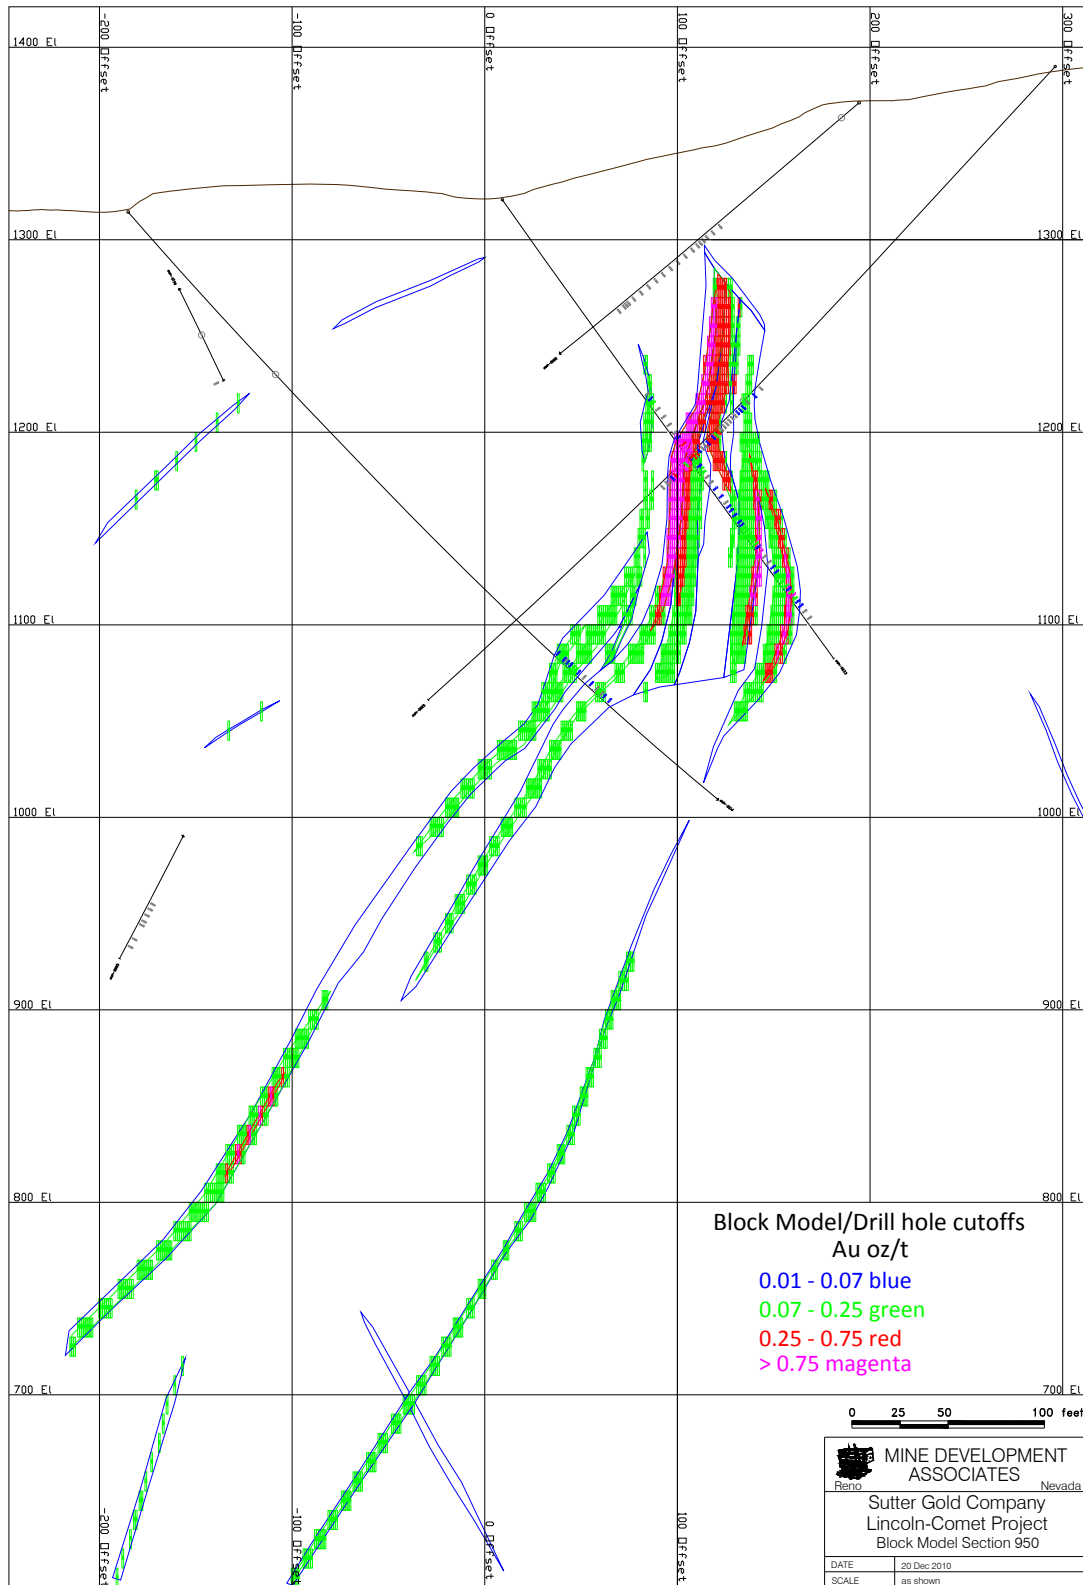 -200 Offset
-100 Offset
0 Offset
100 Offset
200 Offset
300 Offset
1400 El
1300 El
1300 El
1200 El
1200 El
1100 El
1100 El
1000 El
1000 El
900 El
900 El
800 El
800 El
Block Model/Drill hole cutoffs
Au oz/t
0.01 - 0.07 blue
0.07 - 0.25 green
0.25 - 0.75 red
> 0.75 magenta
700 El
700 El
0 25 50 100 feet
MINE DEVELOPMENT
ASSOCIATES
Reno Nevada
Sutter Gold Company
Lincoln-Comet Project
Block Model Section 950
DATE 20 Dec 2010
SCALE as shown
-200 Offset
-100 Offset
0 Offset
100 Offset